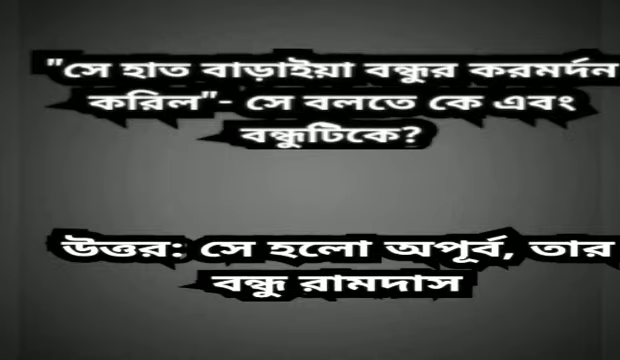 "সে হাত বাড়াইয়া বন্ধুর করমর্দন
করিল"- সে বলতে কে এবং
বন্ধুটিকে?
উত্তর: সে হলো অপূর্ব, তার
বন্ধু রামদাস